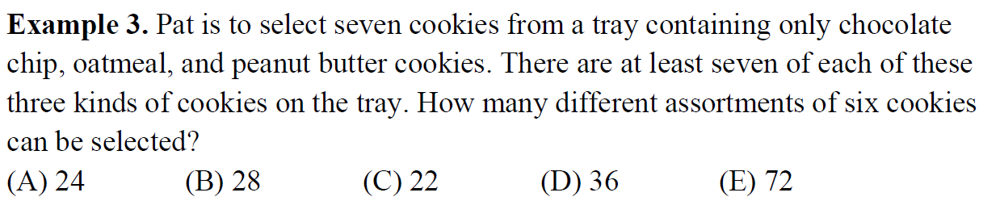 Example 3. Pat is to select seven cookies from a tray containing only chocolate
chip, oatmeal, and peanut butter cookies. There are at least seven of each of these
three kinds of cookies on the tray. How many different assortments of six cookies
can be selected?
(A) 24 (B) 28 (C) 22 (D) 36 (E) 72